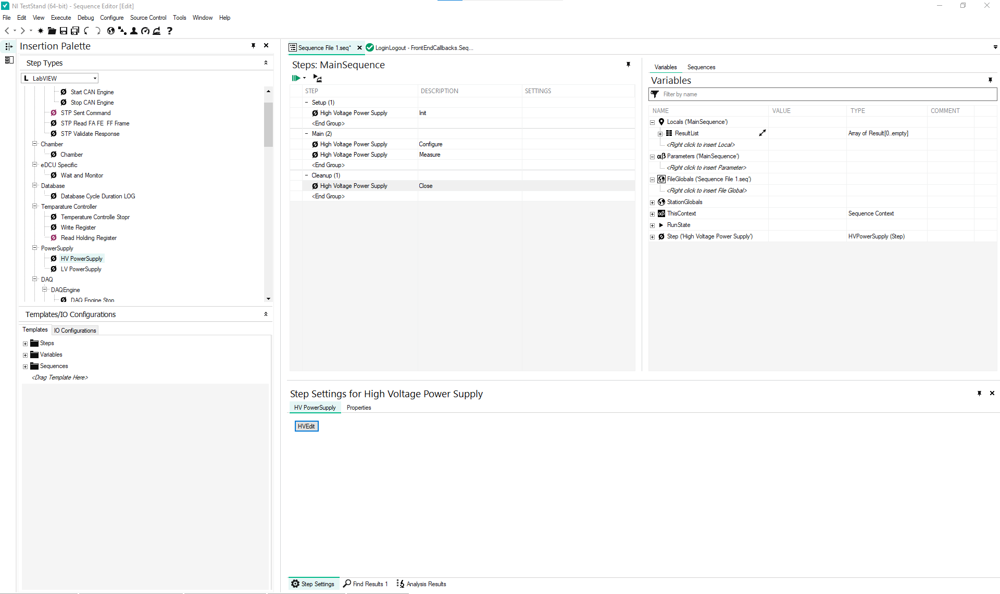 NI TestStand (64-bit) - Sequence Editor [Edit]
File Edit View Execute Debug Configure Source Control Tools Window Help
Insertion Palette
Step Types
LabVIEW
Start CAN Engine
Stop CAN Engine
STP Sent Command
STP Read FA FE FF Frame
STP Validate Response
Chamber
Chamber
eDCU Specific
Wait and Monitor
Database
Database Cycle Duration LOG
Temparature Controller
Temperature Controlle Stopr
Write Register
Read Holding Register
PowerSupply
HV PowerSupply
LV PowerSupply
DAQ
DAQEngine
DAQ Engine Stop
Templates/IO Configurations
Templates IO Configurations
Steps
Variables
Sequences
<Drag Template Here>
Sequence File 1.seq* LoginLogout - FrontEndCallbacks.Seq...
Steps: MainSequence
STEP DESCRIPTION SETTINGS
Setup (1)
High Voltage Power Supply Init
<End Group>
Main (2)
High Voltage Power Supply Configure
High Voltage Power Supply Measure
<End Group>
Cleanup (1)
High Voltage Power Supply Close
<End Group>
Variables Sequences
Variables
Filter by name
NAME VALUE TYPE COMMENT
Locals ('MainSequence')
ResultList Array of Result[0..empty]
<Right click to insert Local>
αβ Parameters ('MainSequence')
<Right click to insert Parameter>
FileGlobals ('Sequence File 1.seq')
<Right click to insert File Global>
StationGlobals
αβ ThisContext Sequence Context
RunState
Step ('High Voltage Power Supply') HVPowerSupply (Step)
Step Settings for High Voltage Power Supply
HV PowerSupply Properties
HVEdit
Step Settings Find Results 1 Analysis Results